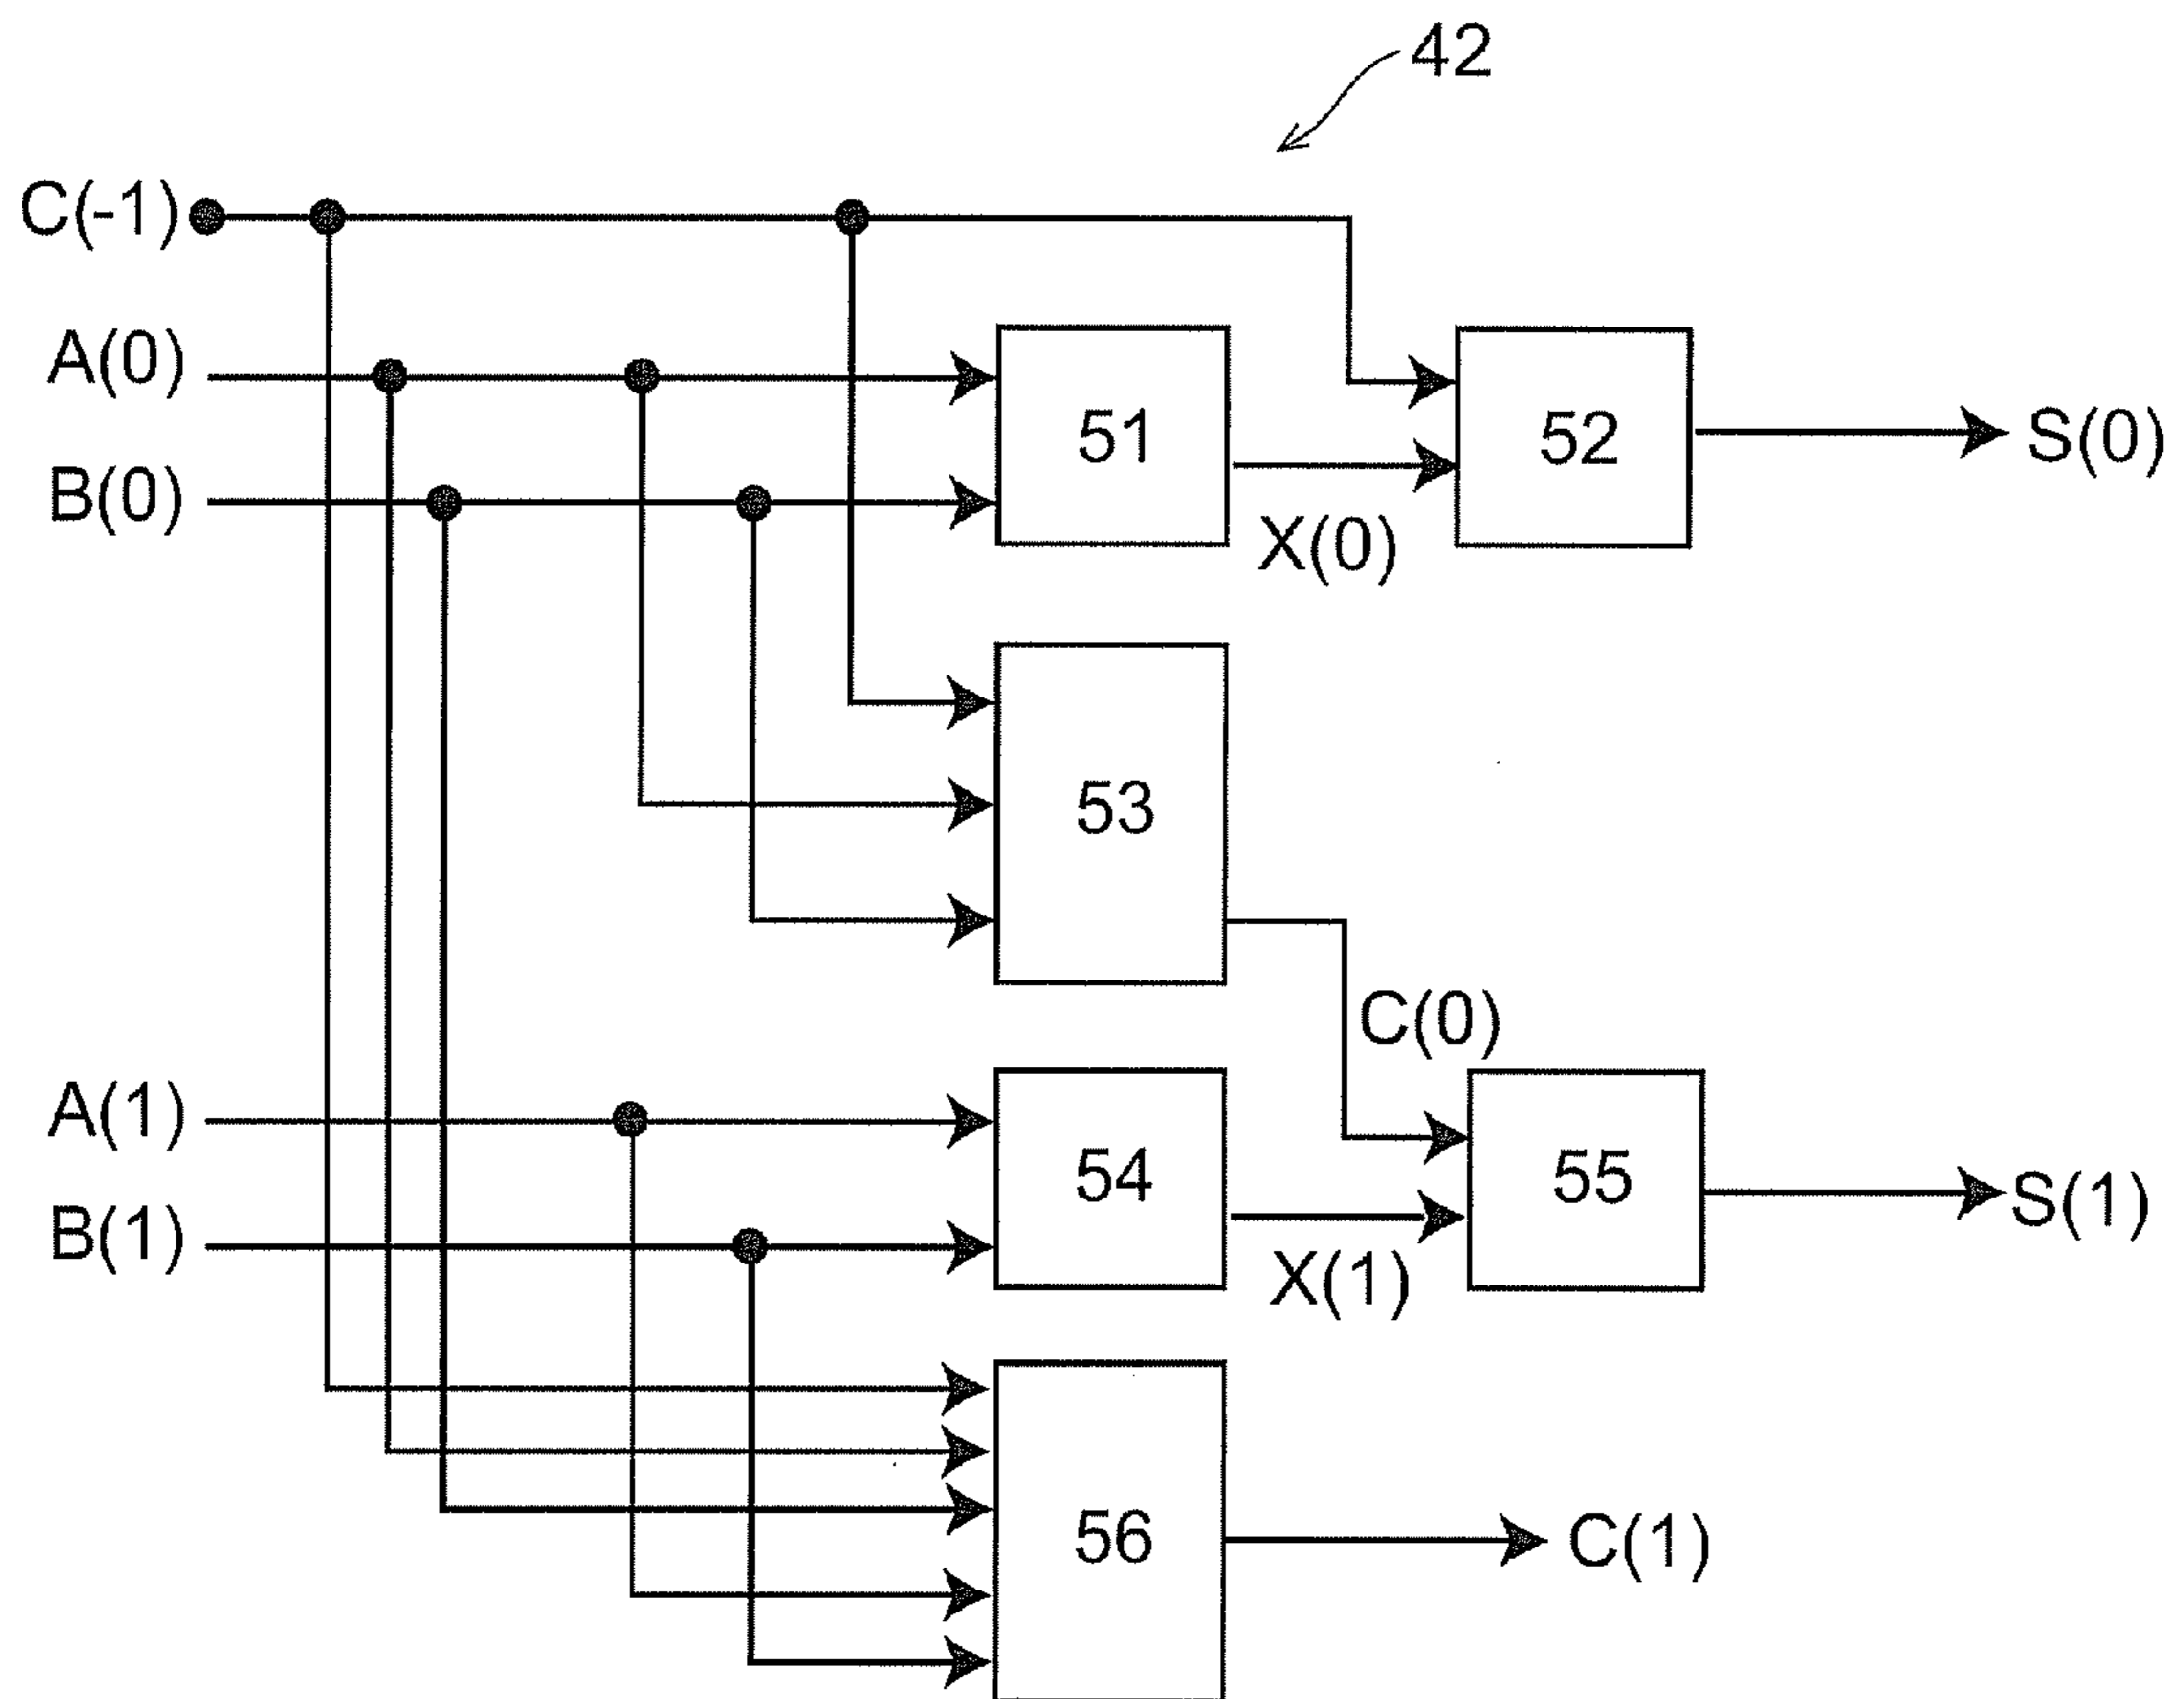 42
C(-1)
A(0)
B(0)
51
52
S(0)
X(0)
53
C(0)
A(1)
B(1)
54
55
S(1)
X(1)
56
C(1)